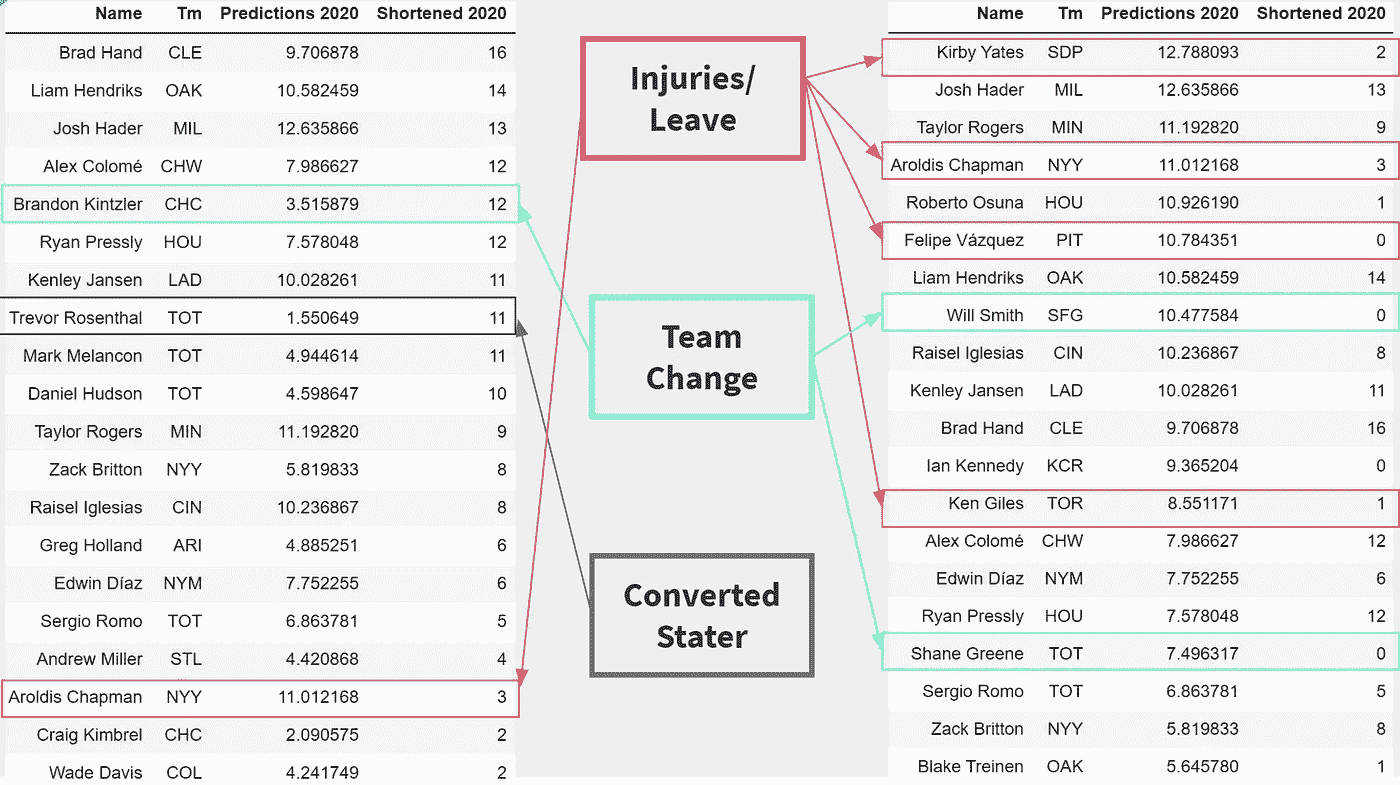 Name Tm Predictions 2020 Shortened 2020
Brad Hand CLE 9.706878 16
Liam Hendriks OAK 10.582459 14
Josh Hader MIL 12.635866 13
Alex Colomé CHW 7.986627 12
Brandon Kintzler CHC 3.515879 12
Ryan Pressly HOU 7.578048 12
Kenley Jansen LAD 10.028261 11
Trevor Rosenthal TOT 1.550649 11
Mark Melancon TOT 4.944614 11
Daniel Hudson TOT 4.598647 10
Taylor Rogers MIN 11.192820 9
Zack Britton NYY 5.819833 8
Raisel Iglesias CIN 10.236867 8
Greg Holland ARI 4.885251 6
Edwin Díaz NYM 7.752255 6
Sergio Romo TOT 6.863781 5
Andrew Miller STL 4.420868 4
Aroldis Chapman NYY 11.012168 3
Craig Kimbrel CHC 2.090575 2
Wade Davis COL 4.241749 2
Injuries/
Leave
Team
Change
Converted
Stater
Name Tm Predictions 2020 Shortened 2020
Kirby Yates SDP 12.788093 2
Josh Hader MIL 12.635866 13
Taylor Rogers MIN 11.192820 9
Aroldis Chapman NYY 11.012168 3
Roberto Osuna HOU 10.926190 1
Felipe Vázquez PIT 10.784351 0
Liam Hendriks OAK 10.582459 14
Will Smith SFG 10.477584 0
Raisel Iglesias CIN 10.236867 8
Kenley Jansen LAD 10.028261 11
Brad Hand CLE 9.706878 16
Ian Kennedy KCR 9.365204 0
Ken Giles TOR 8.551171 1
Alex Colomé CHW 7.986627 12
Edwin Díaz NYM 7.752255 6
Ryan Pressly HOU 7.578048 12
Shane Greene TOT 7.496317 0
Sergio Romo TOT 6.863781 5
Zack Britton NYY 5.819833 8
Blake Treinen OAK 5.645780 1